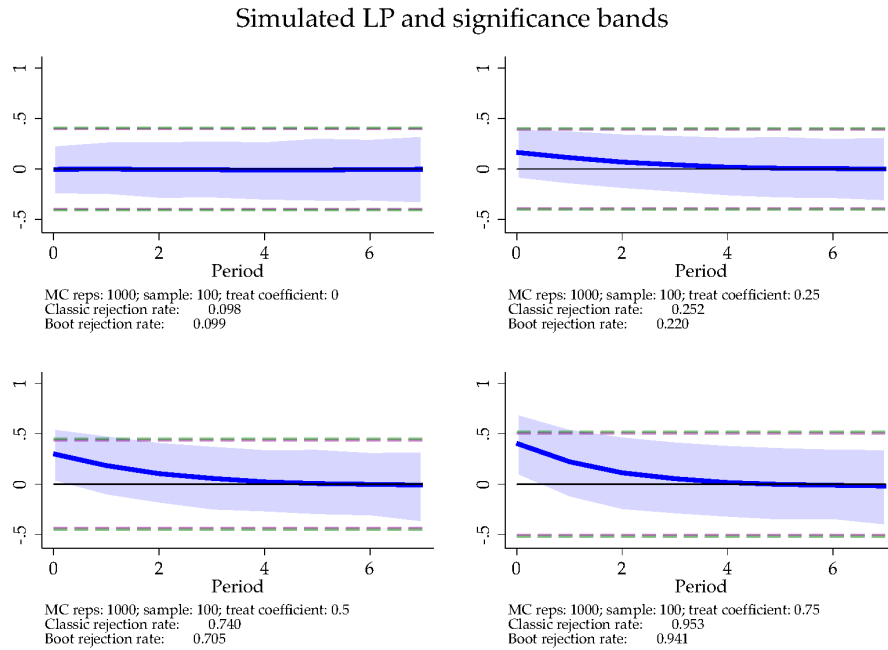 Simulated LP and significance bands
1
.5
0
-.5
0 2 4 6
Period
MC reps: 1000; sample: 100; treat coefficient: 0
Classic rejection rate: 0.098
Boot rejection rate: 0.099
1
.5
0
-.5
0 2 4 6
Period
MC reps: 1000; sample: 100; treat coefficient: 0.25
Classic rejection rate: 0.252
Boot rejection rate: 0.220
1
.5
0
-.5
0 2 4 6
Period
MC reps: 1000; sample: 100; treat coefficient: 0.5
Classic rejection rate: 0.740
Boot rejection rate: 0.705
1
.5
0
-.5
0 2 4 6
Period
MC reps: 1000; sample: 100; treat coefficient: 0.75
Classic rejection rate: 0.953
Boot rejection rate: 0.941